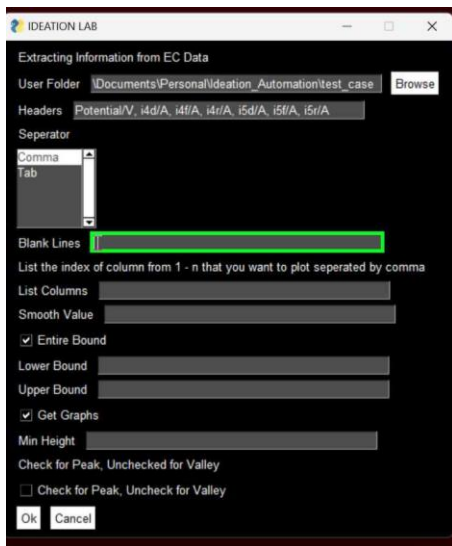 IDEATION LAB
Extracting Information from EC Data
User Folder \Documents\Personal\Ideation_Automation\test_case Browse
Headers Potential/V, i4d/A, i4f/A, i4r/A, i5d/A, i5f/A, i5r/A
Seperator
Comma
Tab
Blank Lines
List the index of column from 1 - n that you want to plot seperated by comma
List Columns
Smooth Value
Entire Bound
Lower Bound
Upper Bound
Get Graphs
Min Height
Check for Peak, Unchecked for Valley
Check for Peak, Uncheck for Valley
Ok Cancel